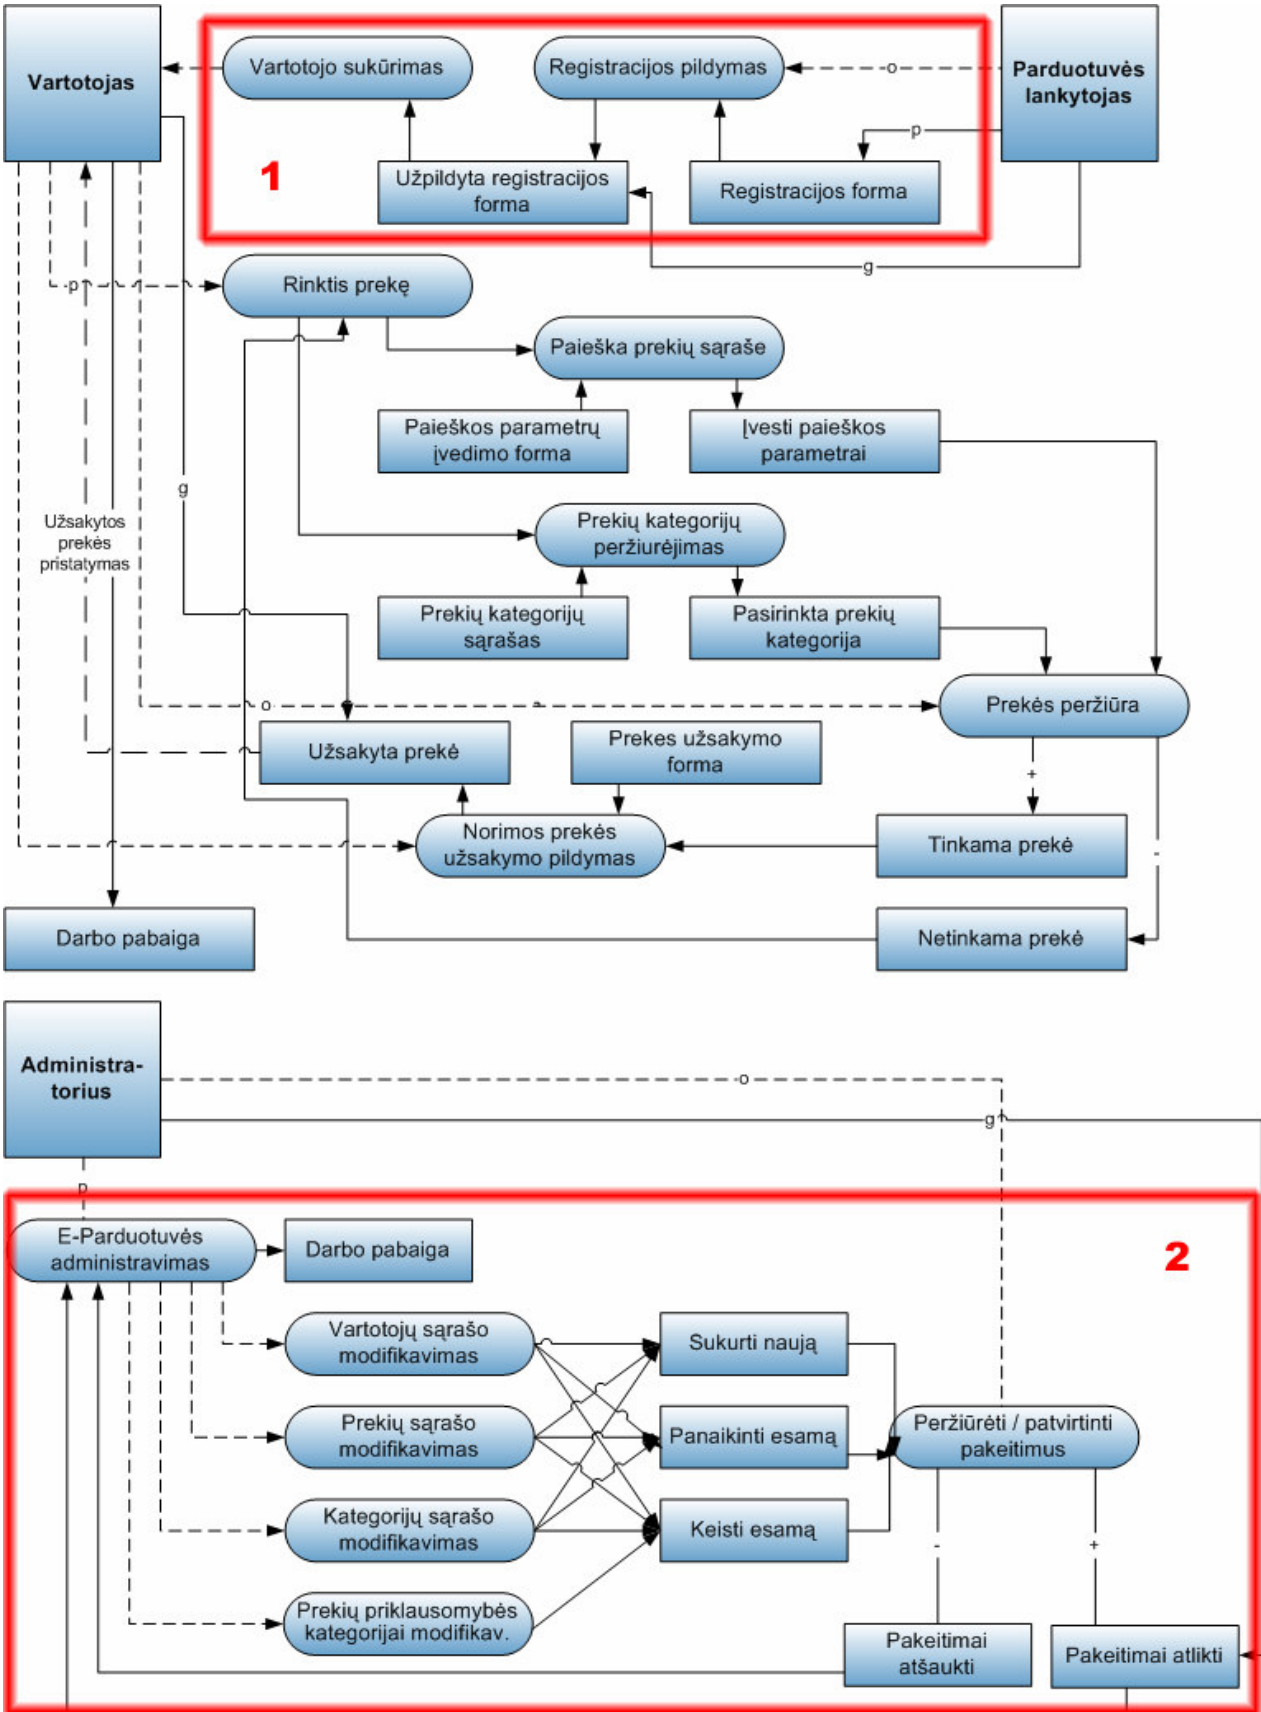 Vartotojas
Vartotojo sukūrimas
Registracijos pildymas
o
Parduotuvės
lankytojas
p
1
Užpildyta registracijos
forma
Registracijos forma
g
p
Rinktis prekę
Paieška prekių sąraše
Paieškos parametrų
įvedimo forma
Įvesti paieškos
parametrai
g
Užsakytos
prekės
pristatymas
Prekių kategorijų
peržiurėjimas
Prekių kategorijų
sąrašas
Pasirinkta prekių
kategorija
o
Prekės peržiūra
Užsakyta prekė
Prekes užsakymo
forma
+
-
Norimos prekės
užsakymo pildymas
Tinkama prekė
Darbo pabaiga
Netinkama prekė
Administra-
torius
o
g
p
E-Parduotuvės
administravimas
Darbo pabaiga
2
Vartotojų sąrašo
modifikavimas
Sukurti naują
Prekių sąrašo
modifikavimas
Panaikinti esamą
Peržiūrėti / patvirtinti
pakeitimus
Kategorijų sąrašo
modifikavimas
Keisti esamą
-
+
Prekių priklausomybės
kategorijai modifikav.
Pakeitimai
atšaukti
Pakeitimai atlikti